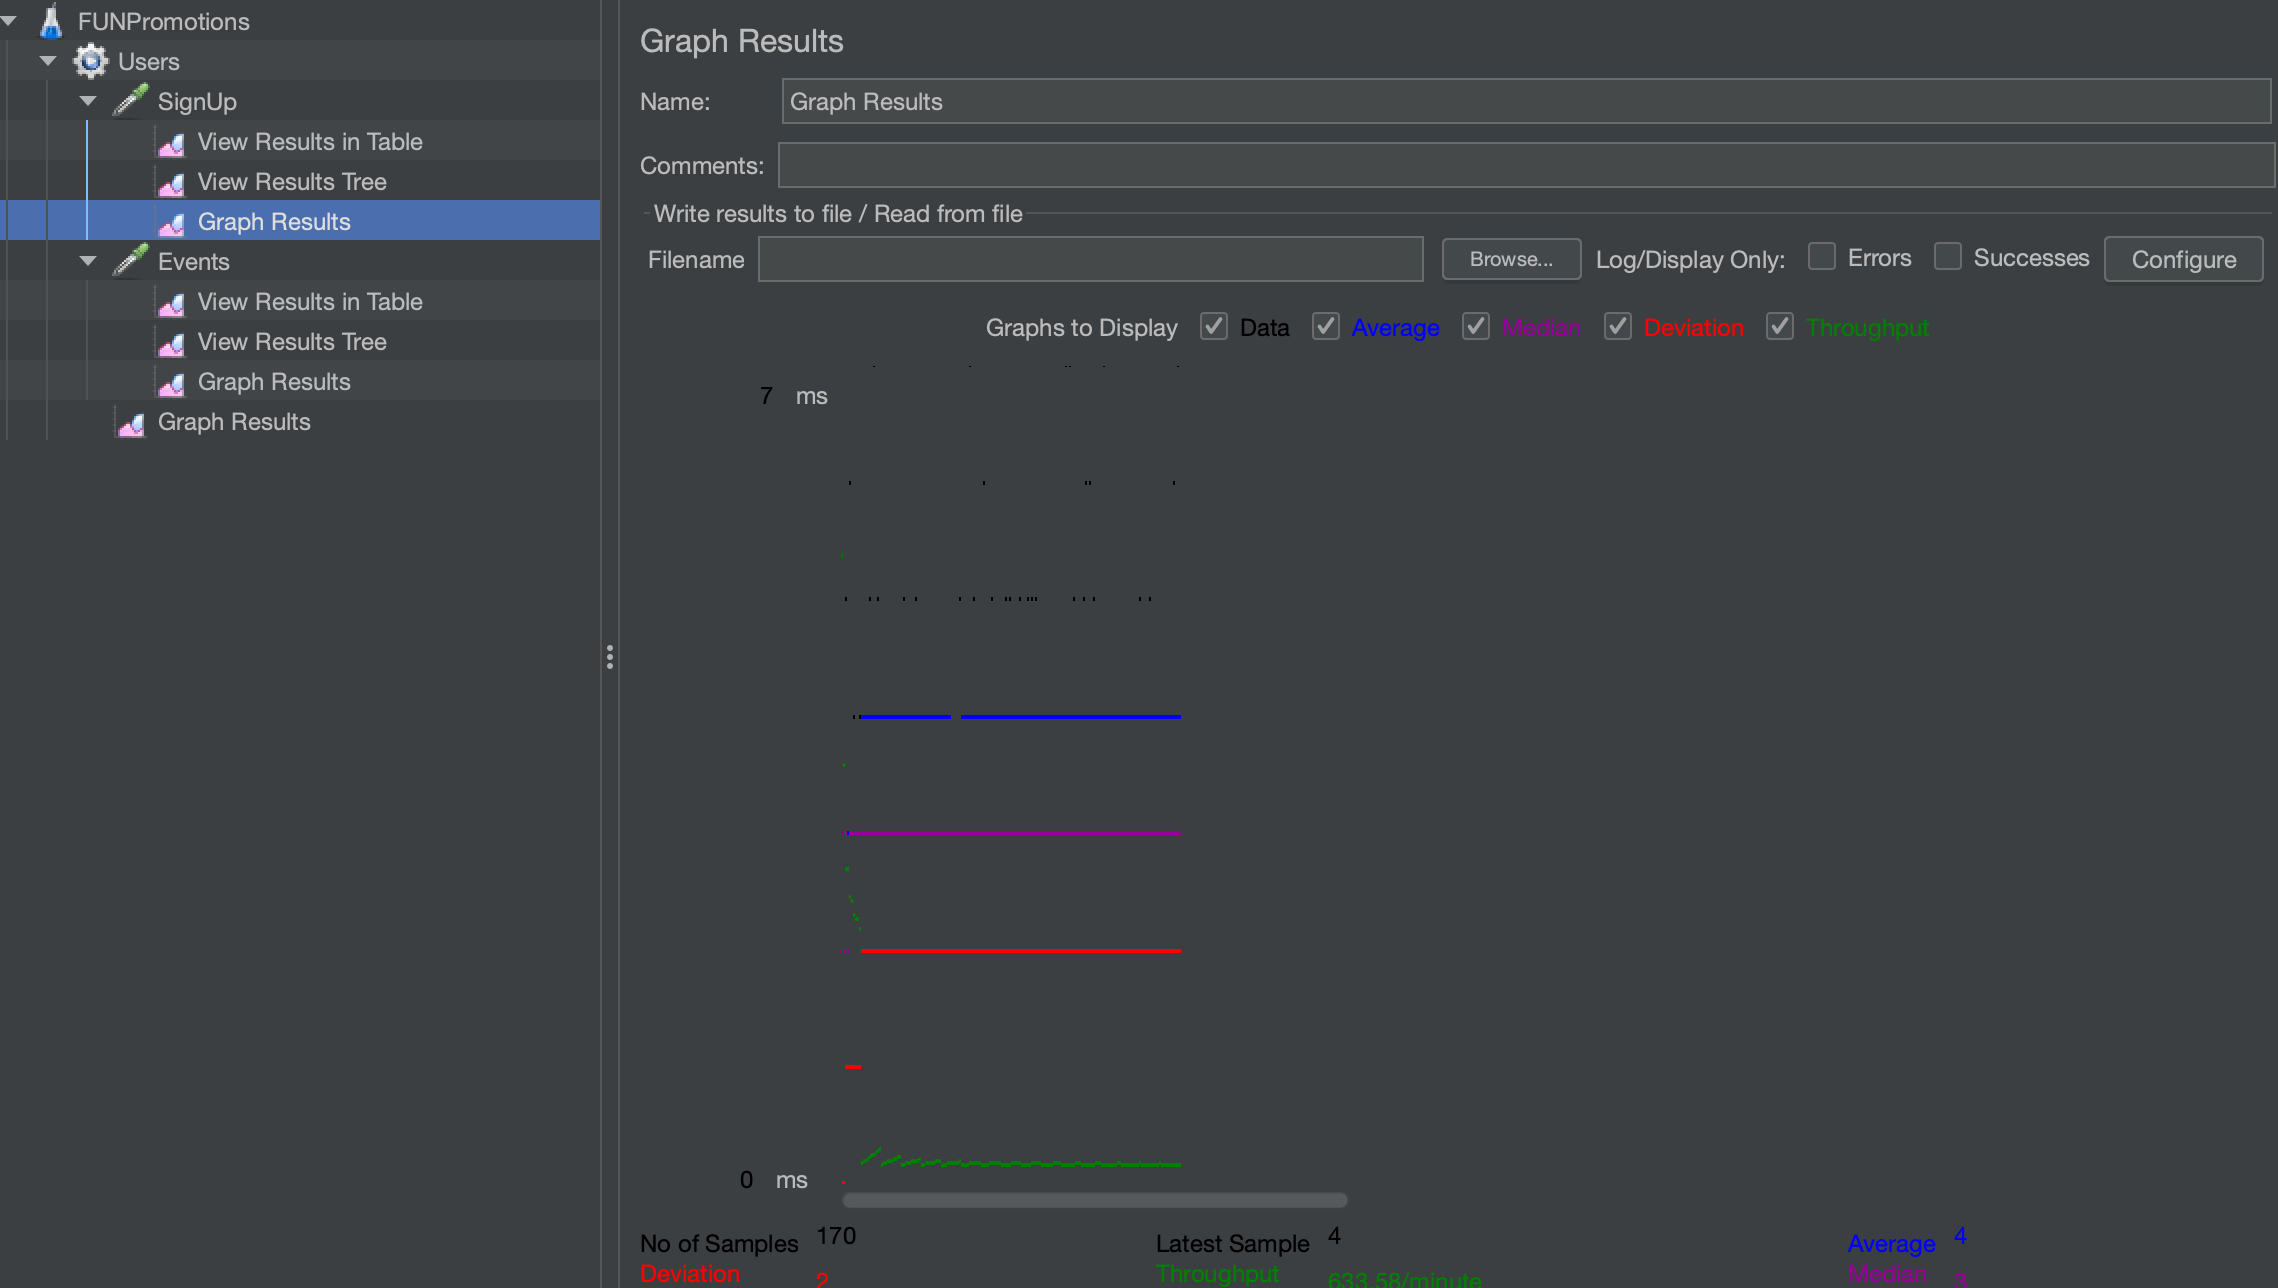 FUNPromotions
Users
SignUp
View Results in Table
View Results Tree
Graph Results
Events
View Results in Table
View Results Tree
Graph Results
Graph Results
Graph Results
Name: Graph Results
Comments:
Write results to file / Read from file
Filename Browse... Log/Display Only: Errors Successes Configure
Graphs to Display Data Average Median Deviation Throughput
7 ms
0 ms
No of Samples 170 Latest Sample 4 Average 4
Deviation 2 Throughput 633.58/minute Median 3